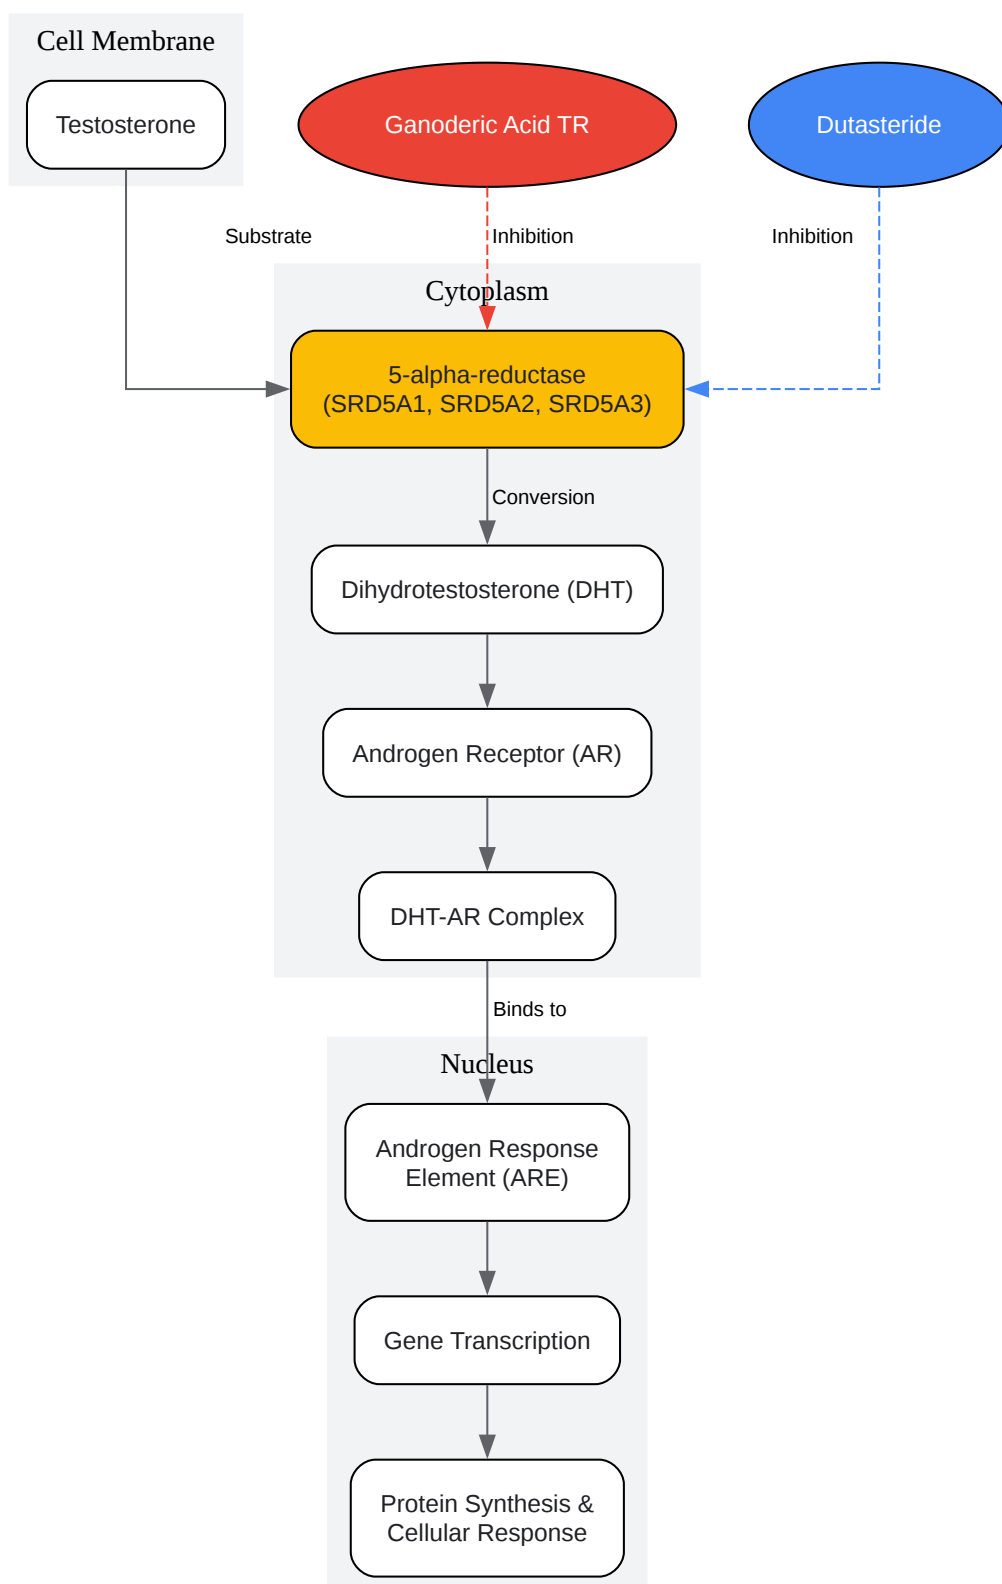 Cell Membrane
Testosterone
Ganoderic Acid TR
Dutasteride
Substrate
Inhibition
Inhibition
Cytoplasm
5-alpha-reductase
(SRD5A1, SRD5A2, SRD5A3)
Conversion
Dihydrotestosterone (DHT)
Androgen Receptor (AR)
DHT-AR Complex
Binds to
Nucleus
Androgen Response
Element (ARE)
Gene Transcription
Protein Synthesis &
Cellular Response